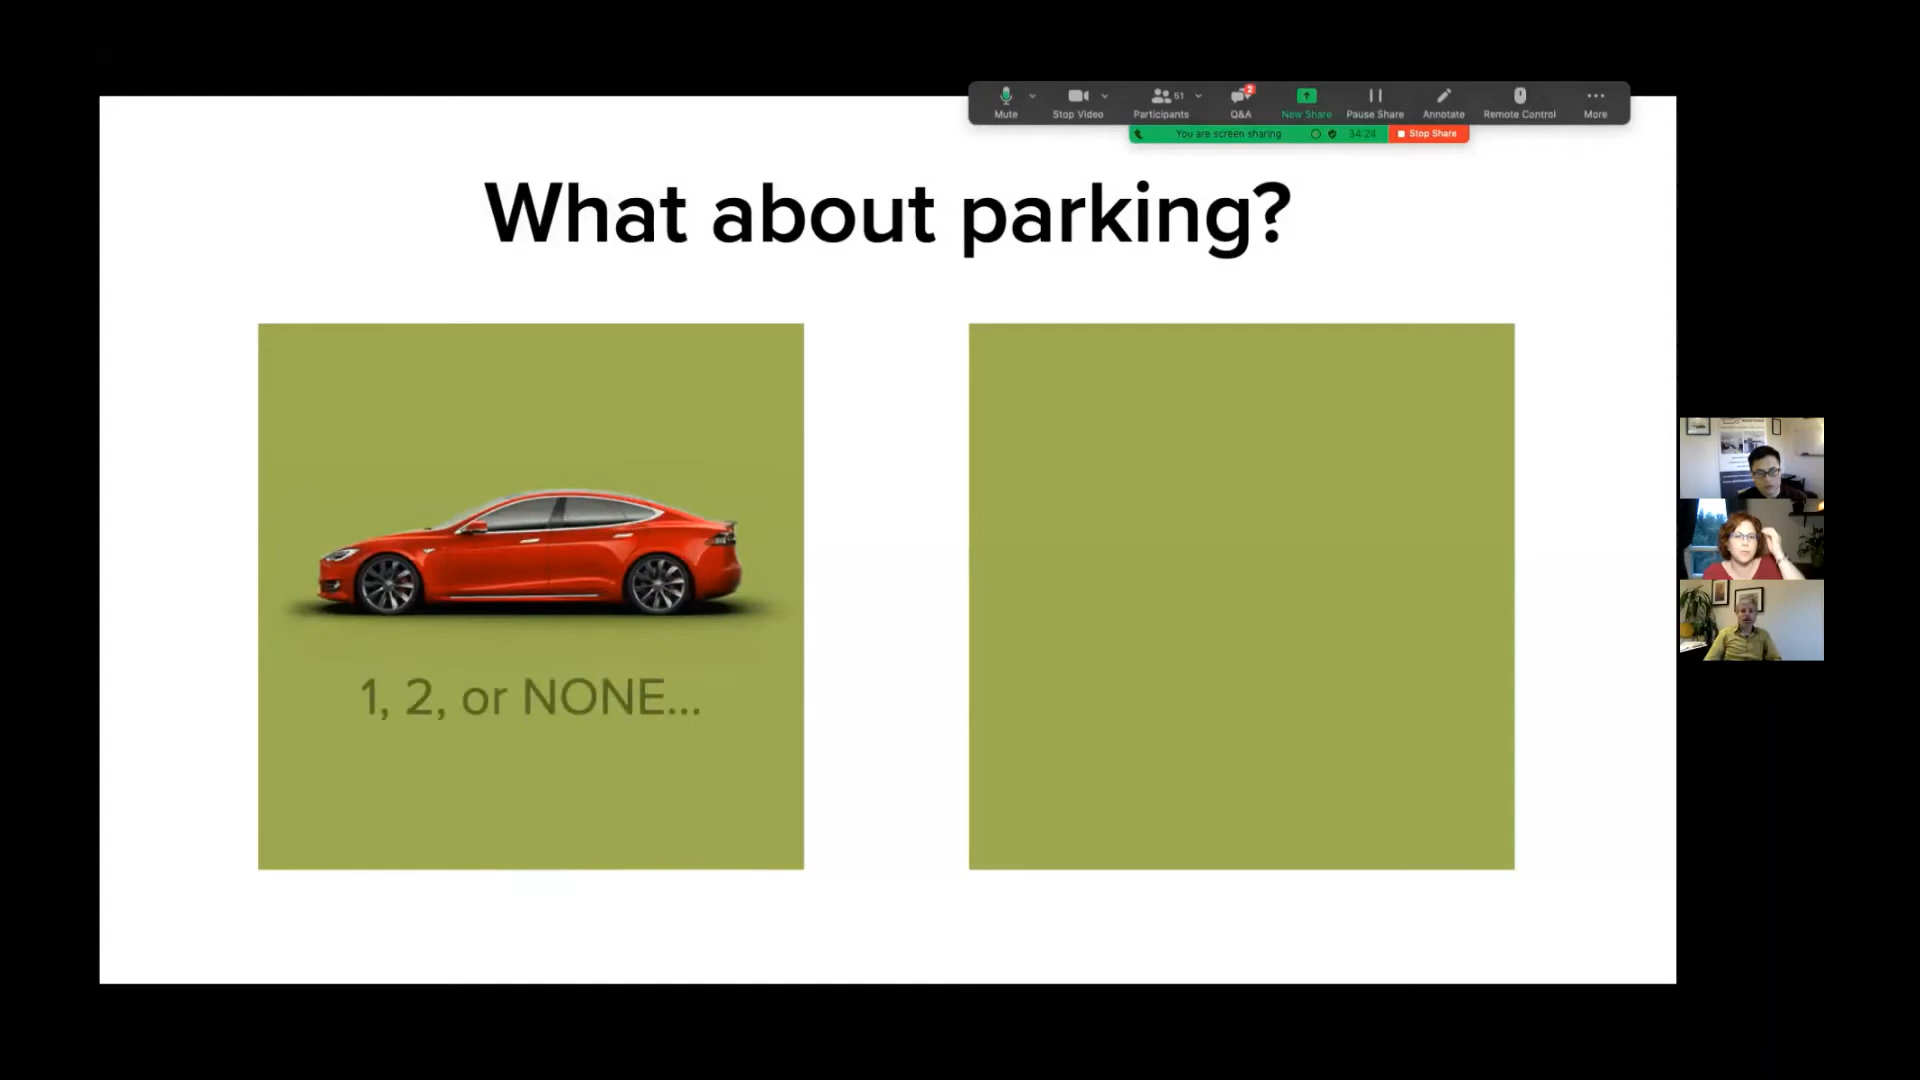 Mute
Stop Video
Participants
61
Q&A
2
New Share
Pause Share
Annotate
Remote Control
More
You are screen sharing
34:24
Stop Share
What about parking?
1, 2, or NONE...